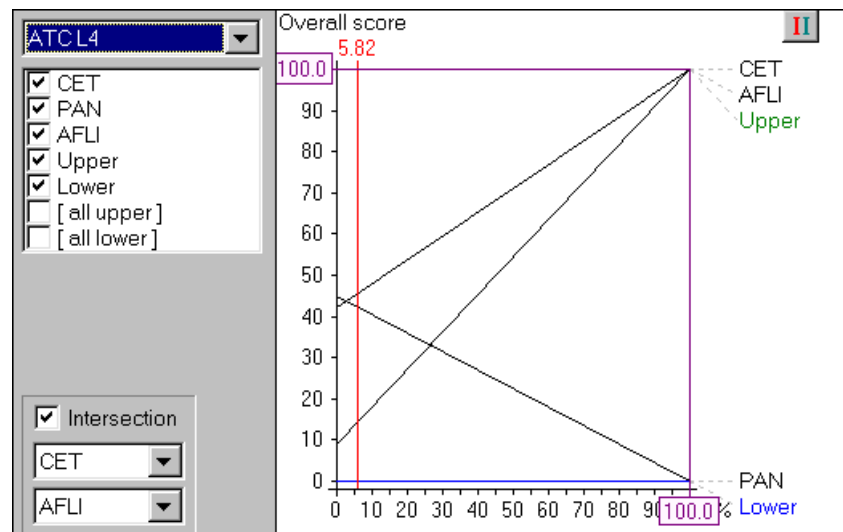 ATC L4
CET
PAN
AFLI
Upper
Lower
[ all upper ]
[ all lower ]
Intersection
CET
AFLI
Overall score
5.82
II
100.0
90
80
70
60
50
40
30
20
10
0
0 10 20 30 40 50 60 70 80 90 100.0 %
CET
AFLI
Upper
PAN
Lower